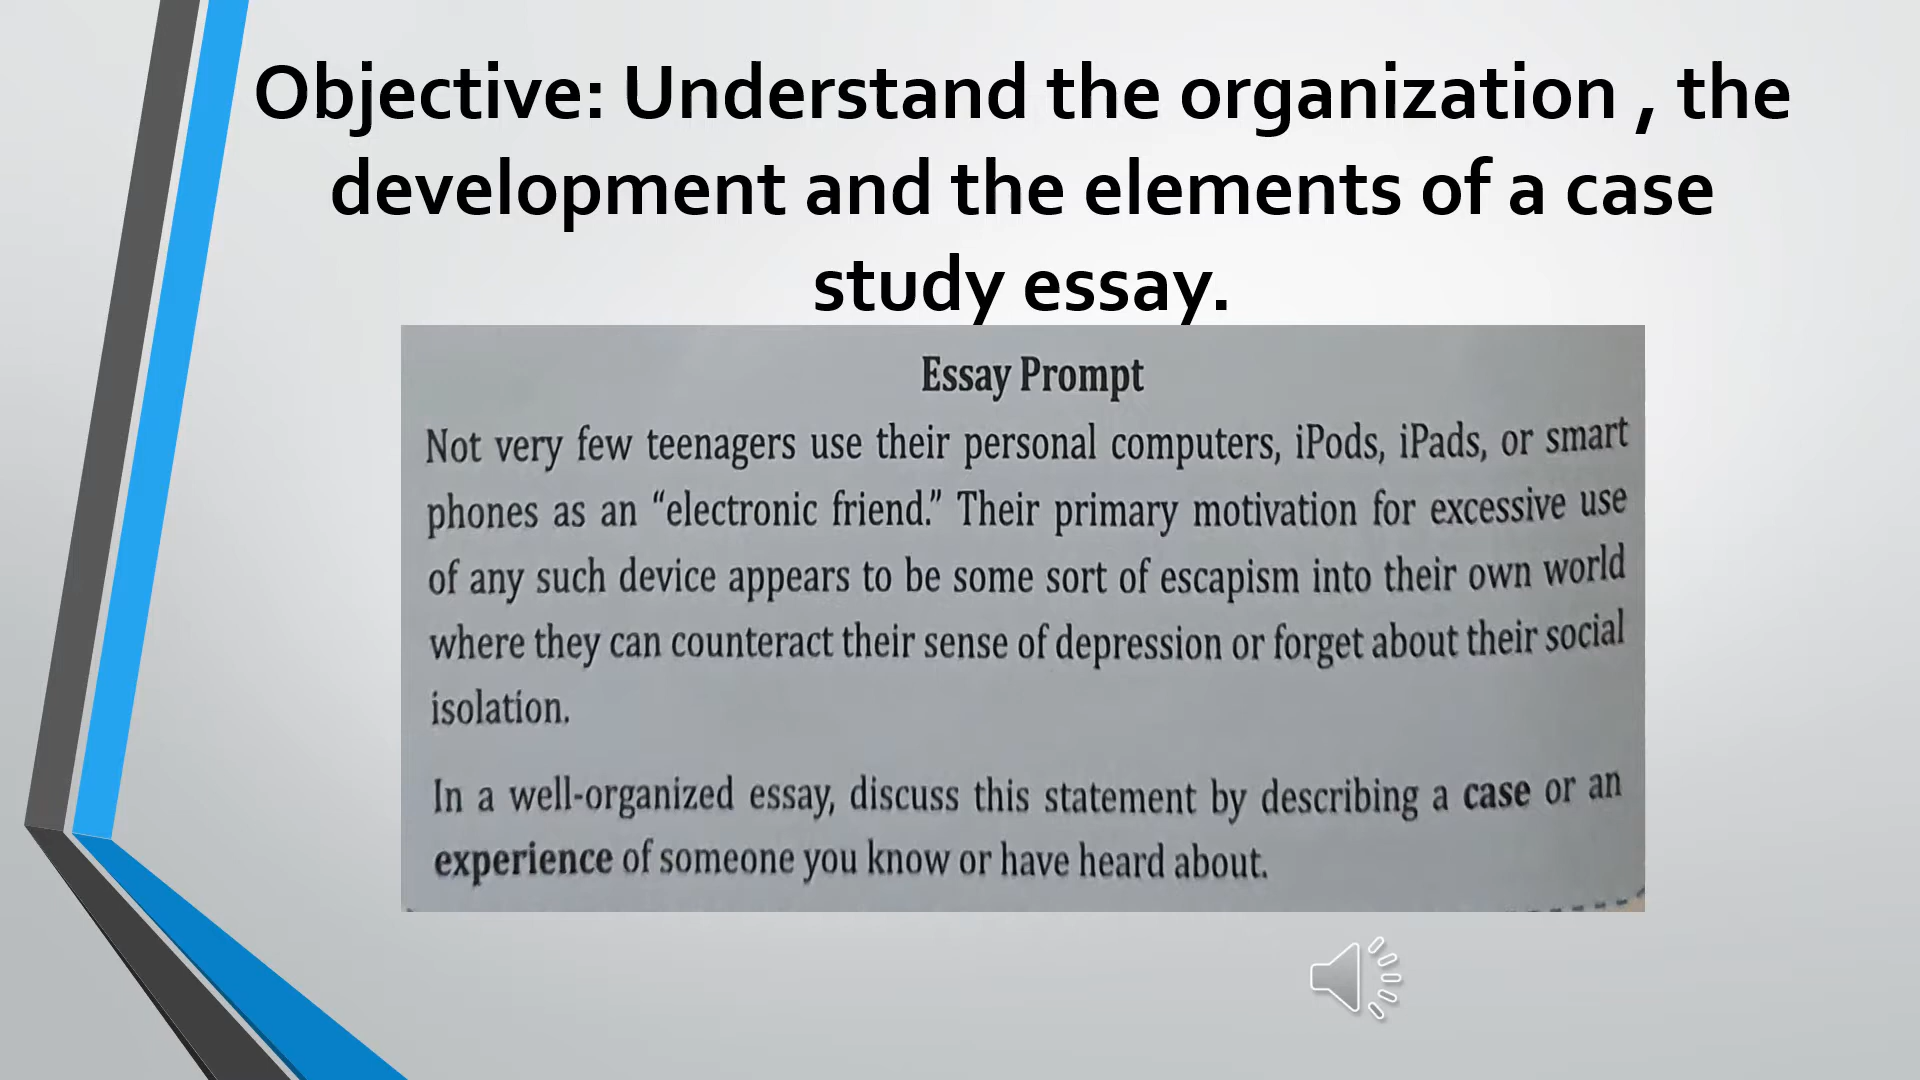 Objective: Understand the organization , the
development and the elements of a case
study essay.
Essay Prompt
Not very few teenagers use their personal computers, iPods, iPads, or smart
phones as an “electronic friend.” Their primary motivation for excessive use
of any such device appears to be some sort of escapism into their own world
where they can counteract their sense of depression or forget about their social
isolation.
In a well-organized essay, discuss this statement by describing a case or an
experience of someone you know or have heard about.